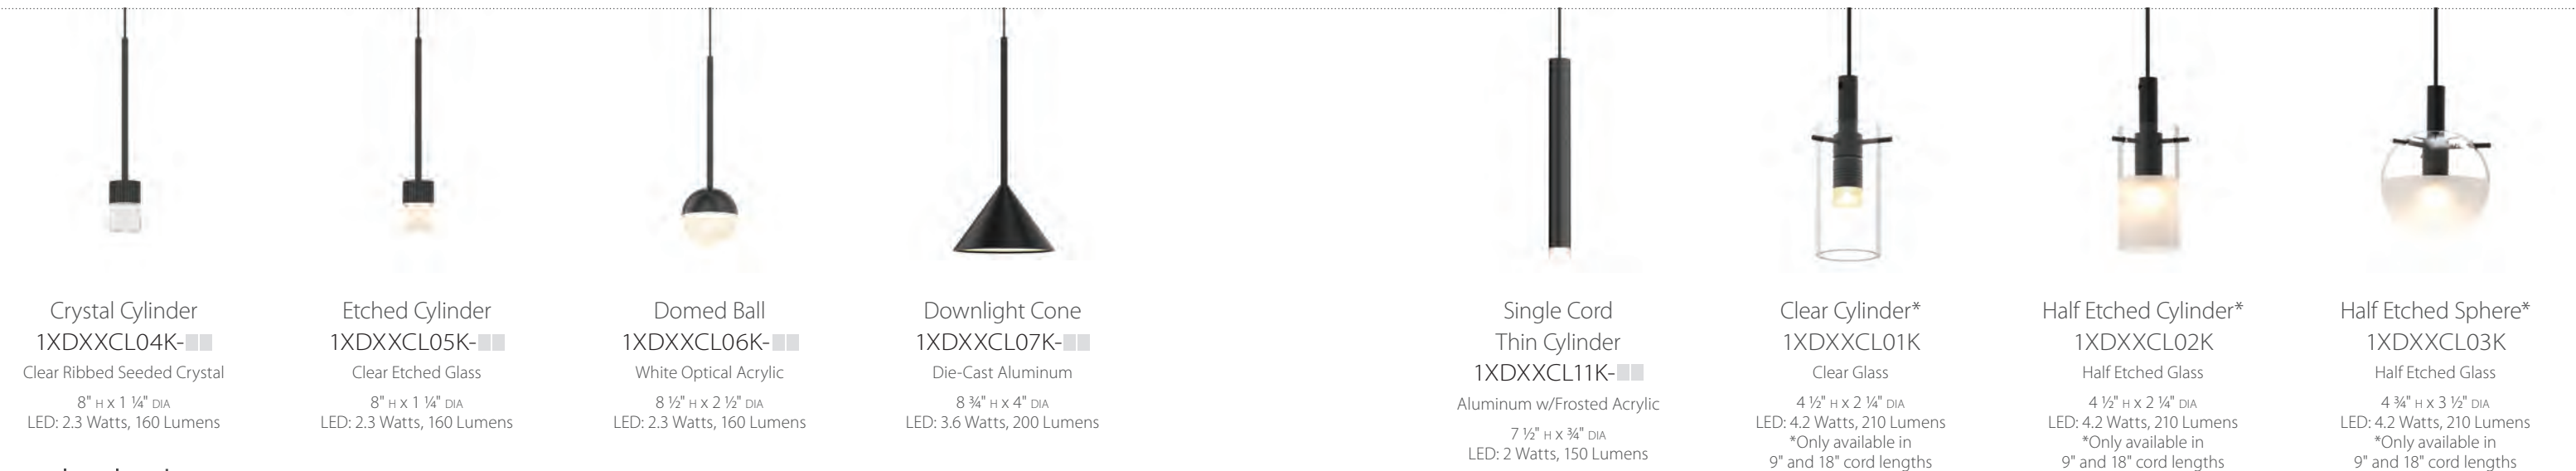 Crystal Cylinder
1XDXXCL04K-
Clear Ribbed Seeded Crystal
8" H X 1 ¼" DIA
LED: 2.3 Watts, 160 Lumens
Etched Cylinder
1XDXXCL05K-
Clear Etched Glass
8" H X 1 ¼" DIA
LED: 2.3 Watts, 160 Lumens
Domed Ball
1XDXXCL06K-
White Optical Acrylic
8 ½" H X 2 ½" DIA
LED: 2.3 Watts, 160 Lumens
Downlight Cone
1XDXXCL07K-
Die-Cast Aluminum
8 ¾" H X 4" DIA
LED: 3.6 Watts, 200 Lumens
Single Cord
Thin Cylinder
1XDXXCL11K-
Aluminum w/Frosted Acrylic
7 ½" H X ¾" DIA
LED: 2 Watts, 150 Lumens
Clear Cylinder*
1XDXXCL01K
Clear Glass
4 ½" H X 2 ¼" DIA
LED: 4.2 Watts, 210 Lumens
*Only available in
9" and 18" cord lengths
Half Etched Cylinder*
1XDXXCL02K
Half Etched Glass
4 ½" H X 2 ¼" DIA
LED: 4.2 Watts, 210 Lumens
*Only available in
9" and 18" cord lengths
Half Etched Sphere*
1XDXXCL03K
Half Etched Glass
4 ¾" H X 3 ½" DIA
LED: 4.2 Watts, 210 Lumens
*Only available in
9" and 18" cord lengths